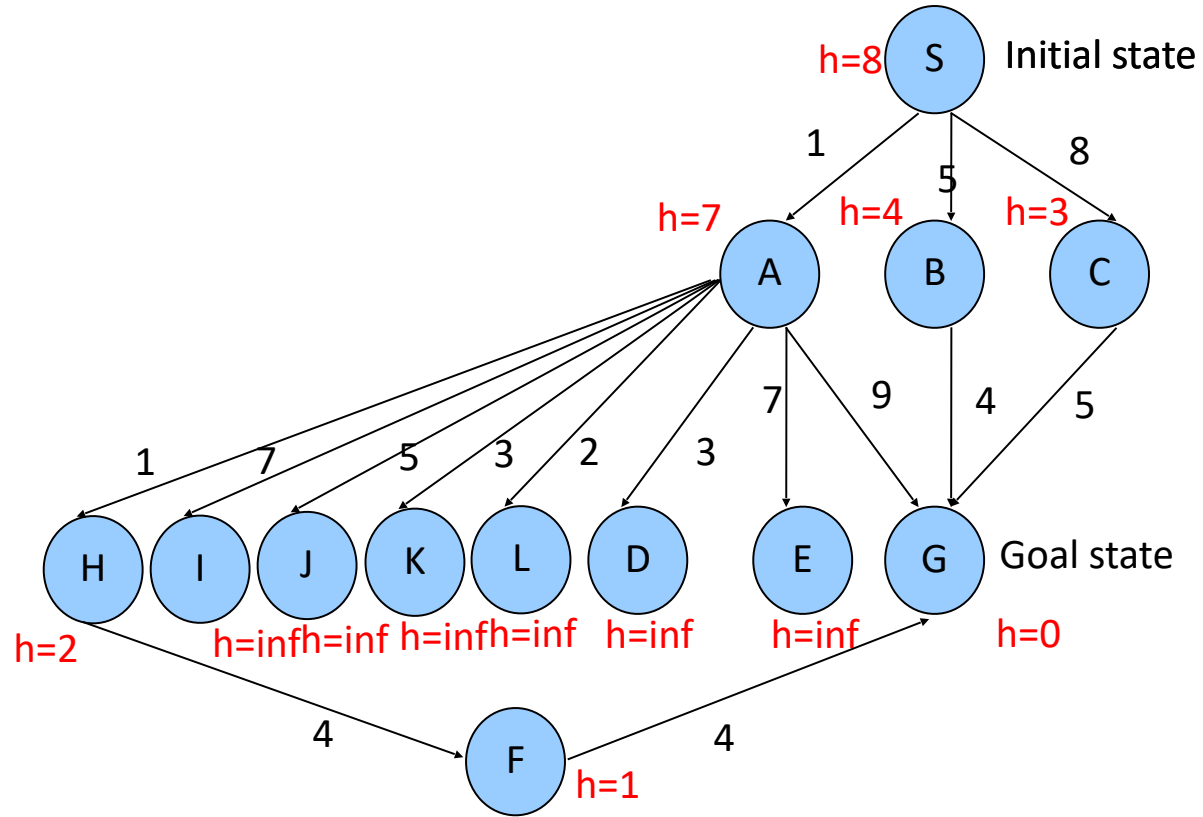 h=8 S Initial state
1 5 8
h=7 h=4 h=3
A B C
7 9 4 5
1 7 5 3 2 3
H I J K L D E G Goal state
h=2 h=inf h=inf h=inf h=inf h=inf h=inf h=0
4 4
F
h=1